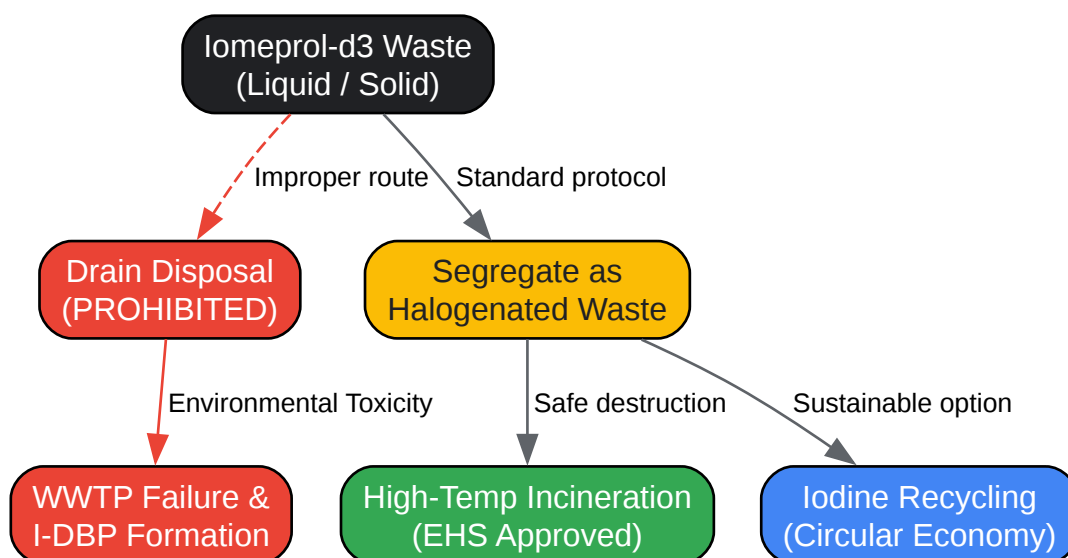 Iomeprol-d3 Waste
(Liquid / Solid)
Improper route
Standard protocol
Drain Disposal
(PROHIBITED)
Segregate as
Halogenated Waste
Environmental Toxicity
Safe destruction
Sustainable option
WWTP Failure &
I-DBP Formation
High-Temp Incineration
(EHS Approved)
Iodine Recycling
(Circular Economy)